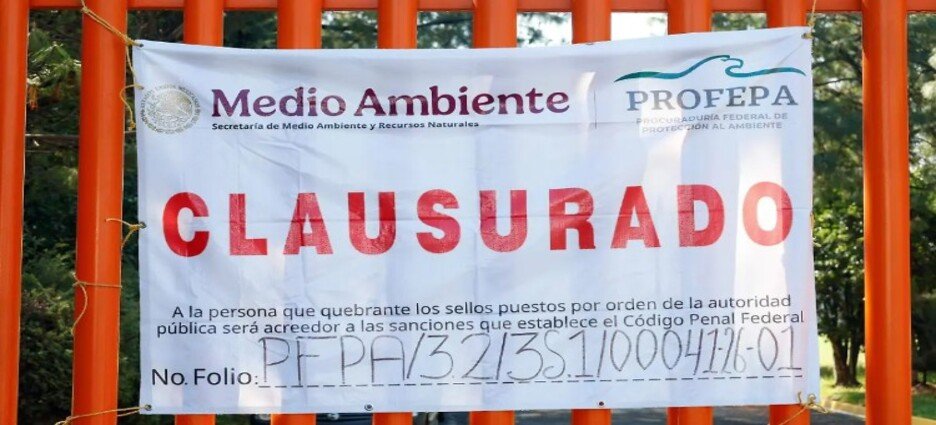 Medio Ambiente
Secretaría de Medio Ambiente y Recursos Naturales
PROFEPA
PROCURADURÍA FEDERAL DE
PROTECCIÓN AL AMBIENTE
CLAUSURADO
A la persona que quebrante los sellos puestos por orden de la autoridad
pública será acreedor a las sanciones que establece el Código Penal Federal
No. Folio: PFPA/32/3S.1/00041-26-01